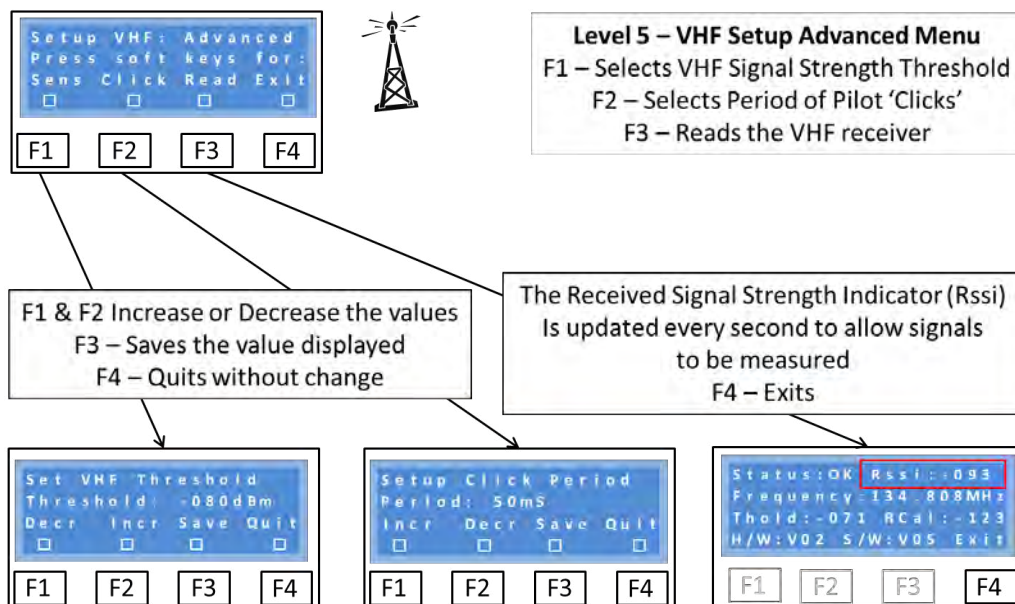 Setup VHF: Advanced
Press soft keys for:
Sens Click Read Exit
F1 F2 F3 F4
Level 5 – VHF Setup Advanced Menu
F1 – Selects VHF Signal Strength Threshold
F2 – Selects Period of Pilot ‘Clicks’
F3 – Reads the VHF receiver
F1 & F2 Increase or Decrease the values
F3 – Saves the value displayed
F4 – Quits without change
The Received Signal Strength Indicator (Rssi)
Is updated every second to allow signals
to be measured
F4 – Exits
Set VHF Threshold
Threshold: -080dBm
Decr Incr Save Quit
F1 F2 F3 F4
Setup Click Period
Period: 50mS
Incr Decr Save Quit
F1 F2 F3 F4
Status:OK Rssi:-093
Frequency:134.808MHz
Thold:-071 RCal:-123
H/W:V02 S/W:V05 Exit
F1 F2 F3 F4